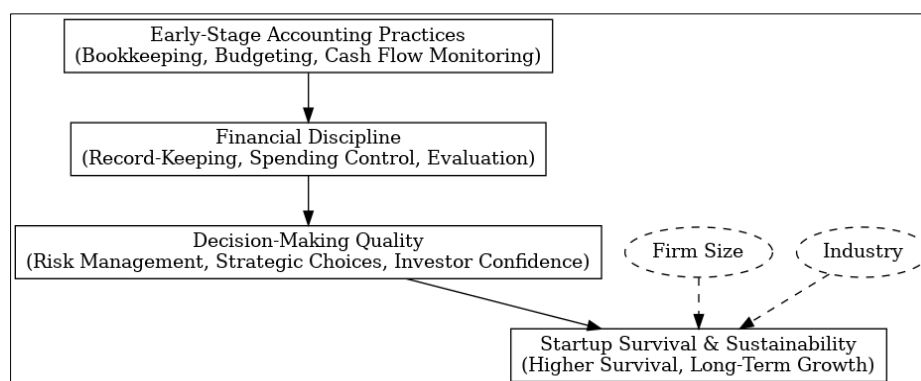 Early-Stage Accounting Practices
(Bookkeeping, Budgeting, Cash Flow Monitoring)
Financial Discipline
(Record-Keeping, Spending Control, Evaluation)
Decision-Making Quality
(Risk Management, Strategic Choices, Investor Confidence)
Firm Size
Industry
Startup Survival & Sustainability
(Higher Survival, Long-Term Growth)